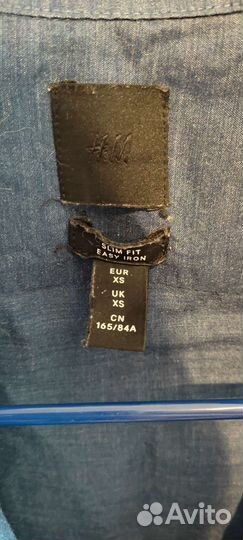 H&M
SLIM FIT
EASY IRON
EUR
XS
UK
XS
CN
165/84A
Avito